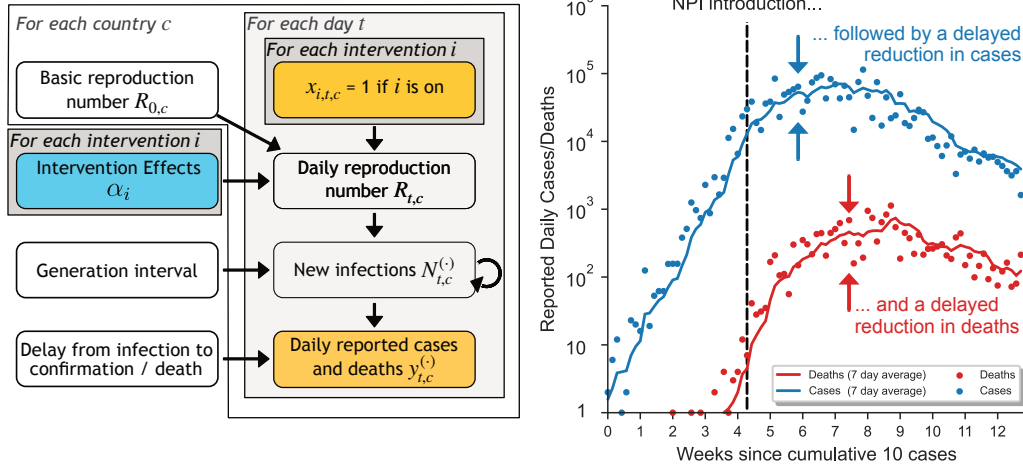 For each country c
For each day t
For each intervention i
Basic reproduction
number R_{0,c}
x_{i,t,c} = 1 if i is on
For each intervention i
Intervention Effects
α_i
Daily reproduction
number R_{t,c}
Generation interval
New infections N_{t,c}^{(·)}
Delay from infection to
confirmation / death
Daily reported cases
and deaths y_{t,c}^{(·)}
NPI introduction...
... followed by a delayed
reduction in cases
... and a delayed
reduction in deaths
Reported Daily Cases/Deaths
10^6
10^5
10^4
10^3
10^2
10
1
Deaths (7 day average)
Deaths
Cases (7 day average)
Cases
0 1 2 3 4 5 6 7 8 9 10 11 12
Weeks since cumulative 10 cases